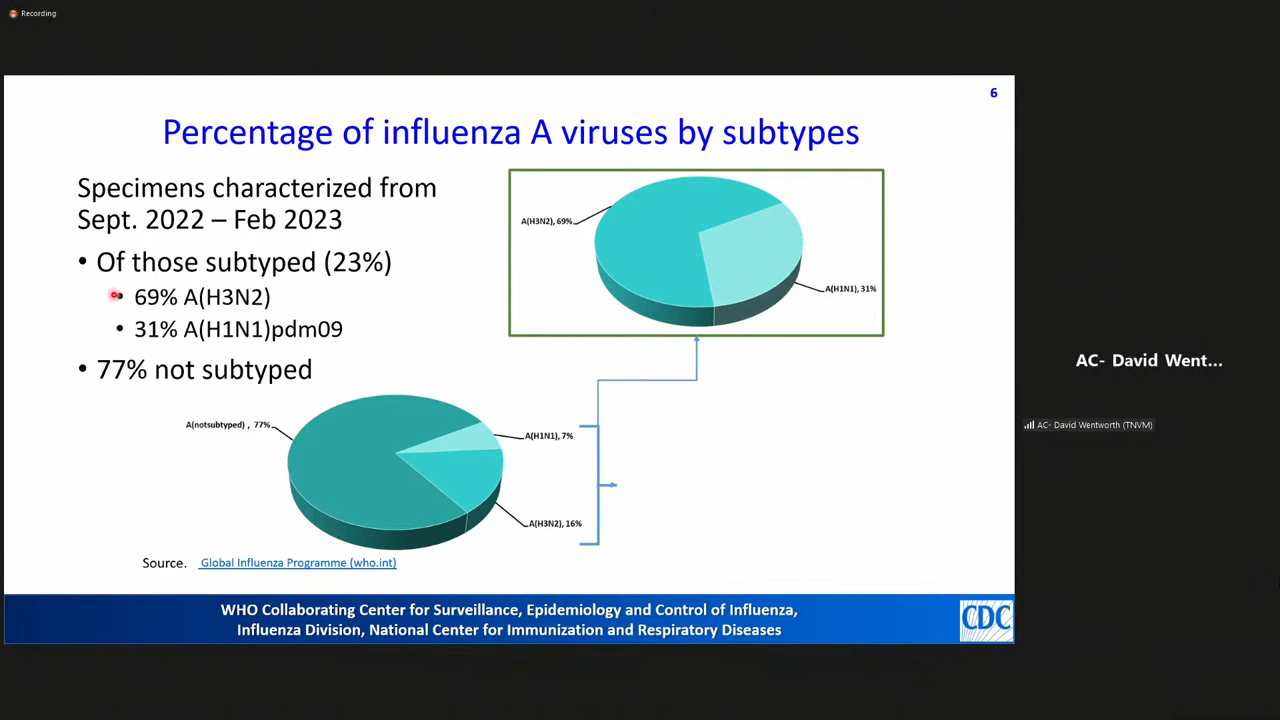 Recording
6
Percentage of influenza A viruses by subtypes
Specimens characterized from
Sept. 2022 – Feb 2023
• Of those subtyped (23%)
• 69% A(H3N2)
• 31% A(H1N1)pdm09
• 77% not subtyped
A(H3N2), 69%
A(H1N1), 31%
A(notsubtyped) , 77%
A(H1N1), 7%
A(H3N2), 16%
Source. Global Influenza Programme (who.int)
WHO Collaborating Center for Surveillance, Epidemiology and Control of Influenza,
Influenza Division, National Center for Immunization and Respiratory Diseases
CDC
AC- David Went...
AC- David Wentworth (TNVM)